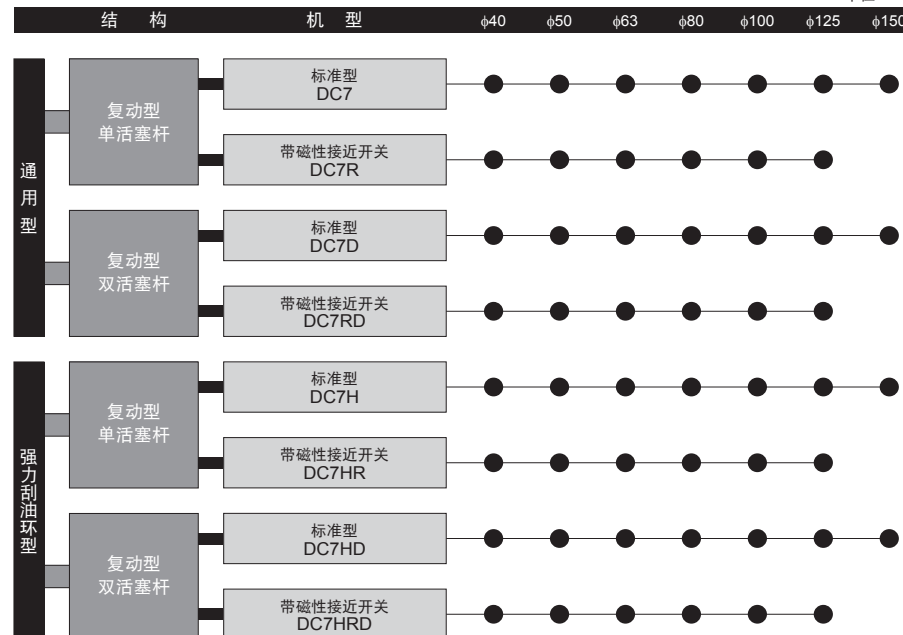 结 构 机 型 ϕ40 ϕ50 ϕ63 ϕ80 ϕ100 ϕ125 ϕ150
通用型
复动型
单活塞杆
标准型
DC7
带磁性接近开关
DC7R
复动型
双活塞杆
标准型
DC7D
带磁性接近开关
DC7RD
强力刮油环型
复动型
单活塞杆
标准型
DC7H
带磁性接近开关
DC7HR
复动型
双活塞杆
标准型
DC7HD
带磁性接近开关
DC7HRD